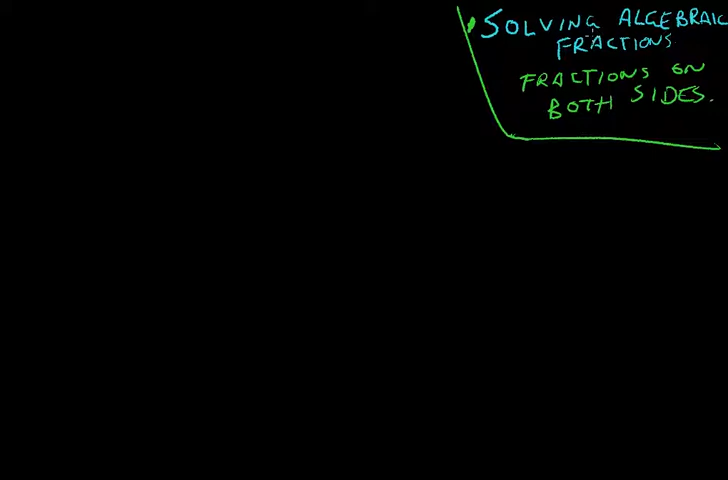 SOLVING ALGEBRAIC
FRACTIONS
FRACTIONS ON
BOTH SIDES.